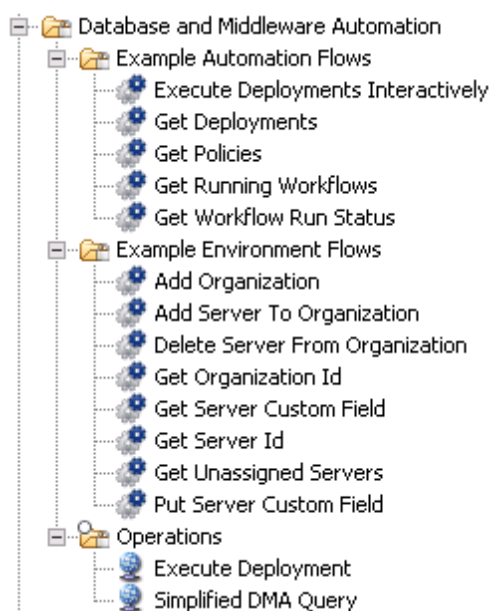 Database and Middleware Automation
Example Automation Flows
Execute Deployments Interactively
Get Deployments
Get Policies
Get Running Workflows
Get Workflow Run Status
Example Environment Flows
Add Organization
Add Server To Organization
Delete Server From Organization
Get Organization Id
Get Server Custom Field
Get Server Id
Get Unassigned Servers
Put Server Custom Field
Operations
Execute Deployment
Simplified DMA Query